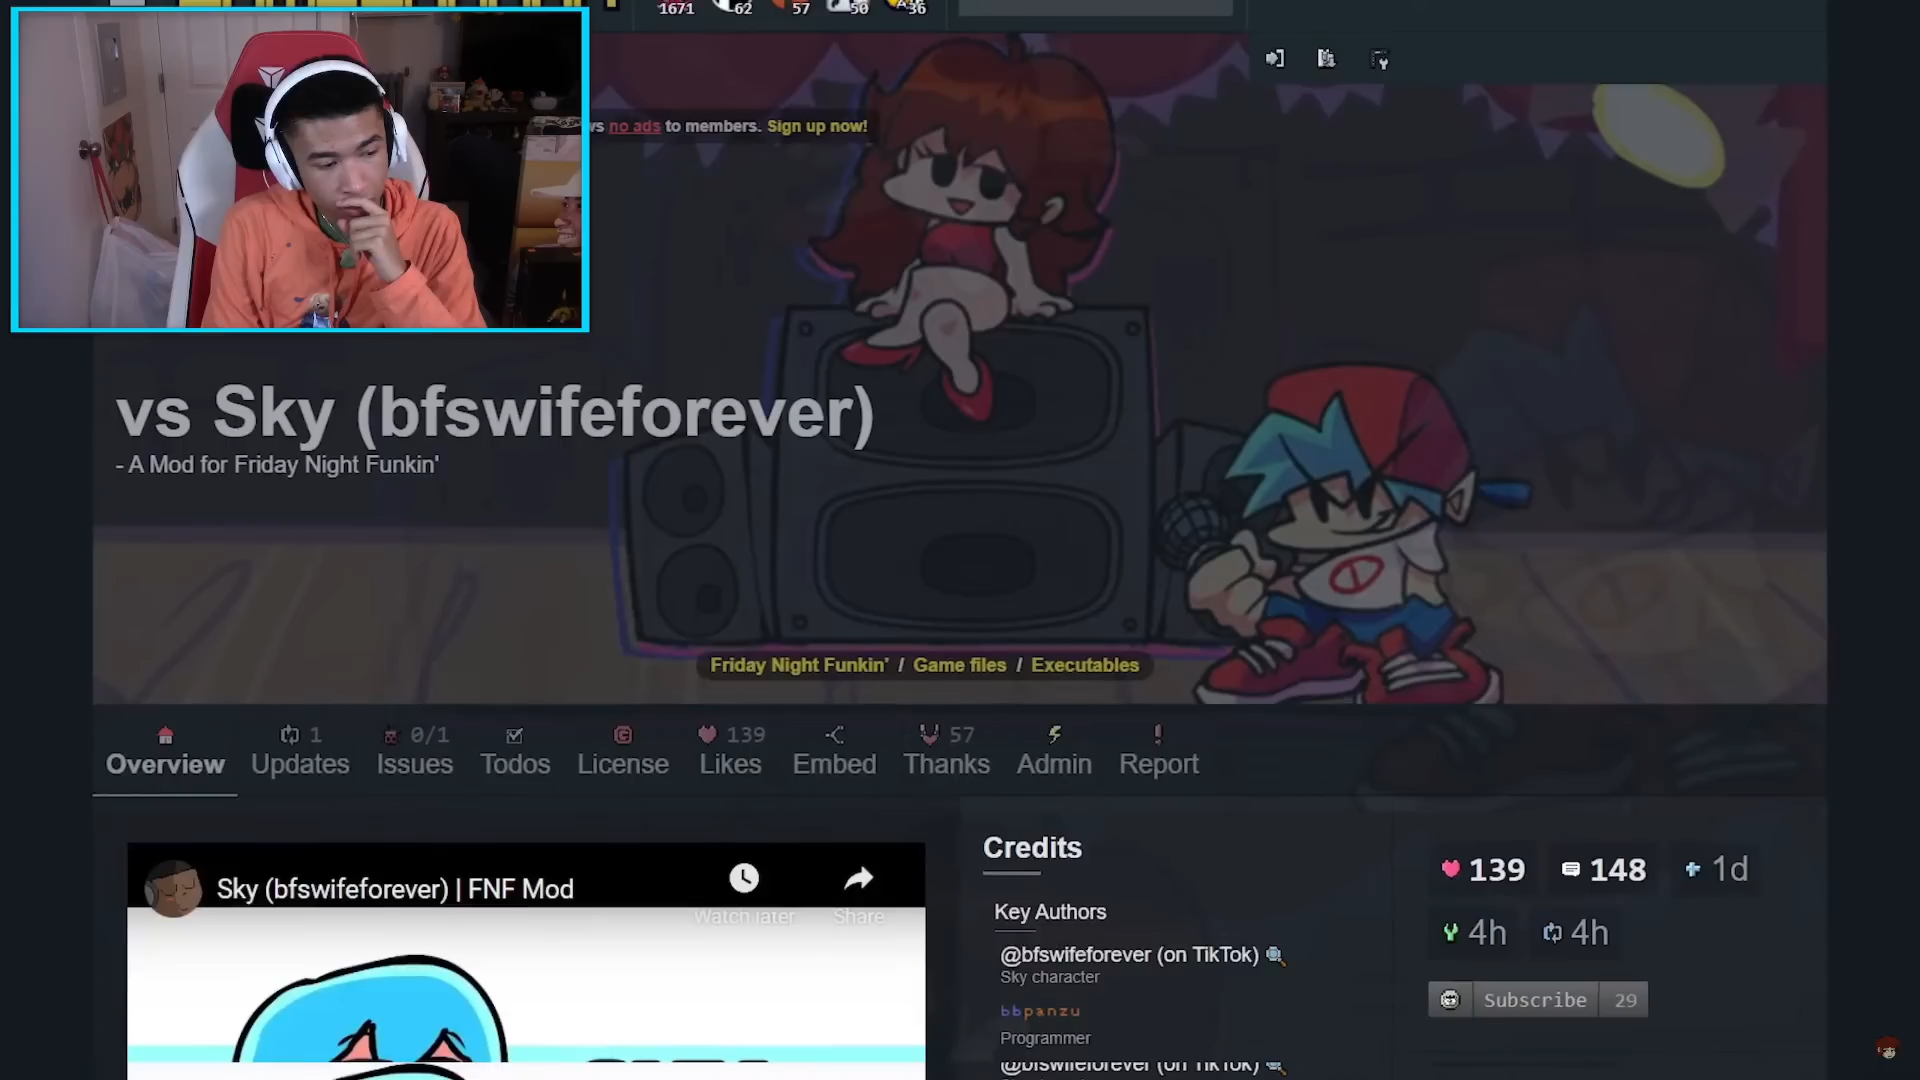 1671 62 57 50 36
no ads to members. Sign up now!
vs Sky (bfswifeforever)
- A Mod for Friday Night Funkin'
Friday Night Funkin' / Game files / Executables
1 0/1 139 57
Overview Updates Issues Todos License Likes Embed Thanks Admin Report
Sky (bfswifeforever) | FNF Mod
Watch later Share
Credits
Key Authors
@bfswifeforever (on TikTok)
Sky character
bbpanzu
Programmer
@bfswifeforever (on TikTok)
139 148 1d
4h 4h
Subscribe 29